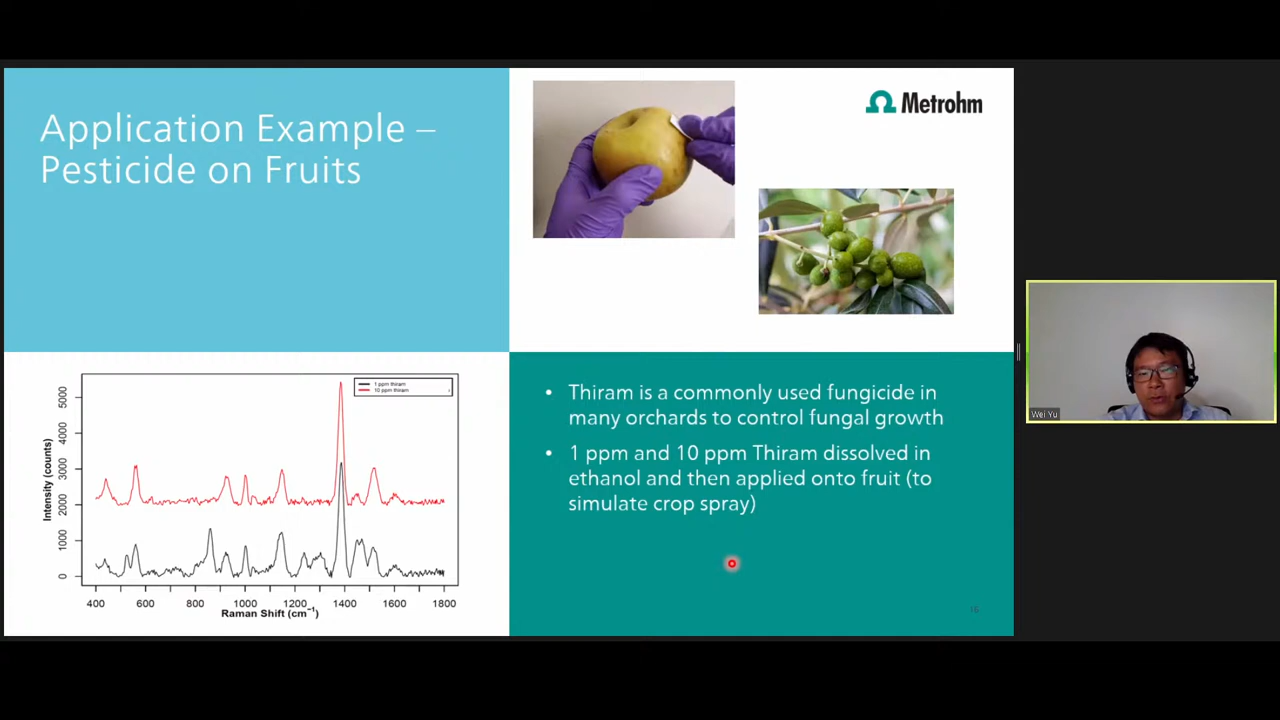 Application Example –
Pesticide on Fruits
Metrohm
5000
4000
3000
2000
1000
0
Intensity (counts)
1 ppm thiram
10 ppm thiram
400 600 800 1000 1200 1400 1600 1800
Raman Shift (cm⁻¹)
• Thiram is a commonly used fungicide in
many orchards to control fungal growth
• 1 ppm and 10 ppm Thiram dissolved in
ethanol and then applied onto fruit (to
simulate crop spray)
16
Wei Yu